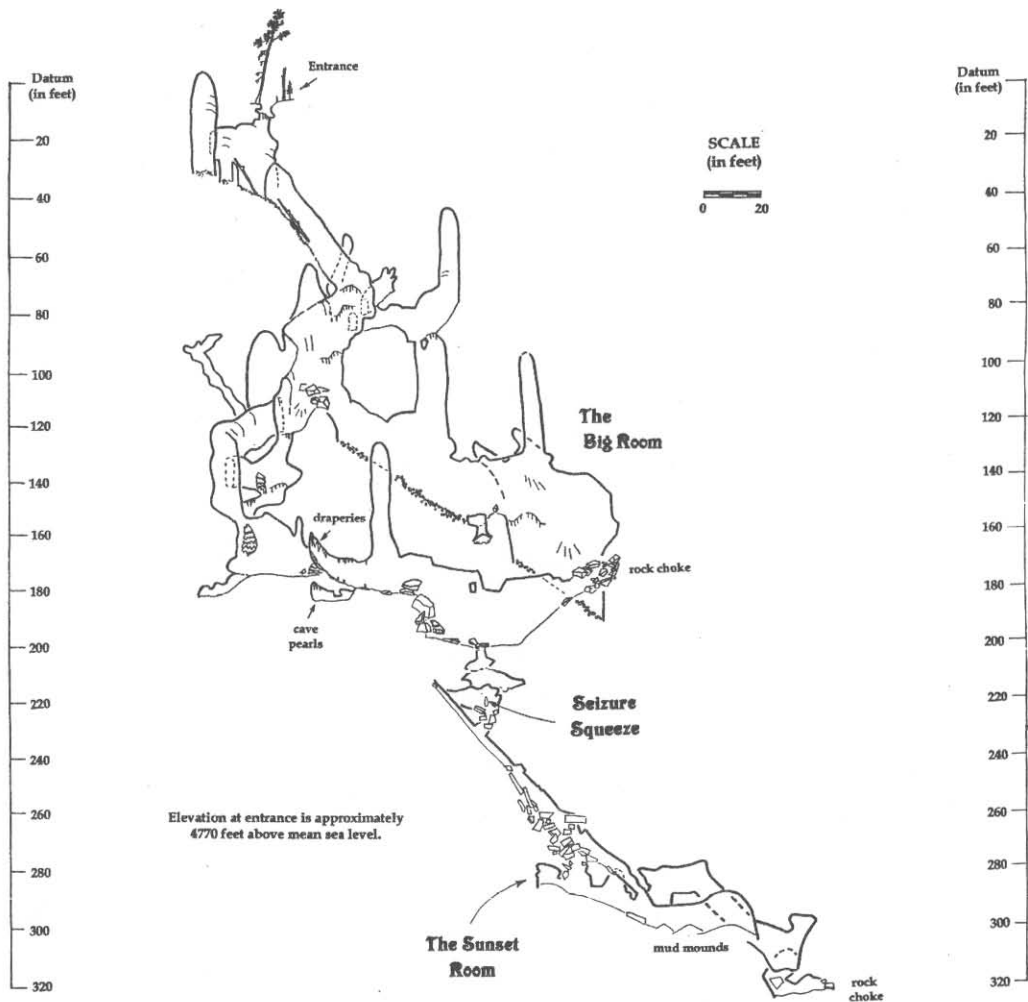 Datum
(in feet)
20
40
60
80
100
120
140
160
180
200
220
240
260
280
300
320
Entrance
SCALE
(in feet)
0 20
Datum
(in feet)
20
40
60
80
100
120
140
160
180
200
220
240
260
280
300
320
The
Big Room
draperies
rock choke
cave
pearls
Seizure
Squeeze
Elevation at entrance is approximately
4770 feet above mean sea level.
The Sunset
Room
mud mounds
rock
choke